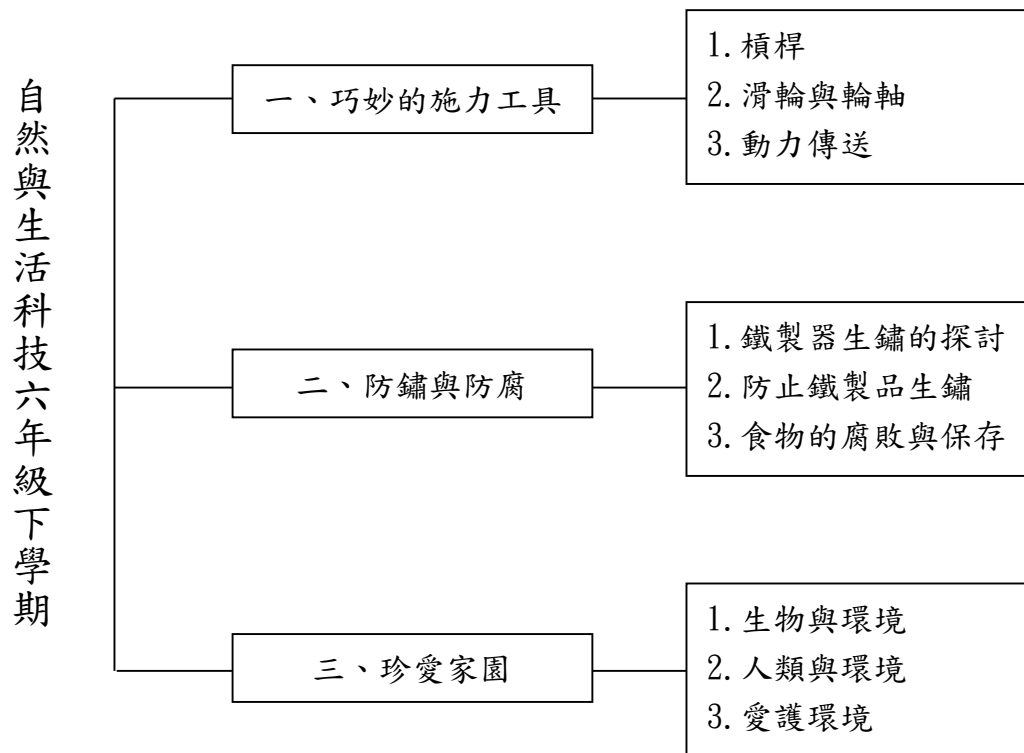 自然與生活科技六年級下學期
一、巧妙的施力工具
1.槓桿
2.滑輪與輪軸
3.動力傳送
二、防鏽與防腐
1.鐵製器生鏽的探討
2.防止鐵製品生鏽
3.食物的腐敗與保存
三、珍愛家園
1.生物與環境
2.人類與環境
3.愛護環境